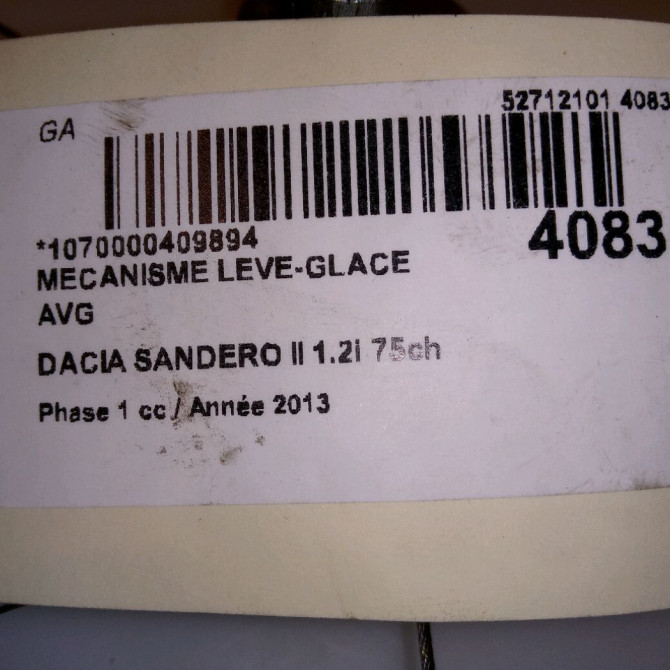 52712101 4083
GA
*1070000409894
4083
MECANISME LEVE-GLACE
AVG
DACIA SANDERO II 1.2I 75ch
Phase 1 cc / Année 2013